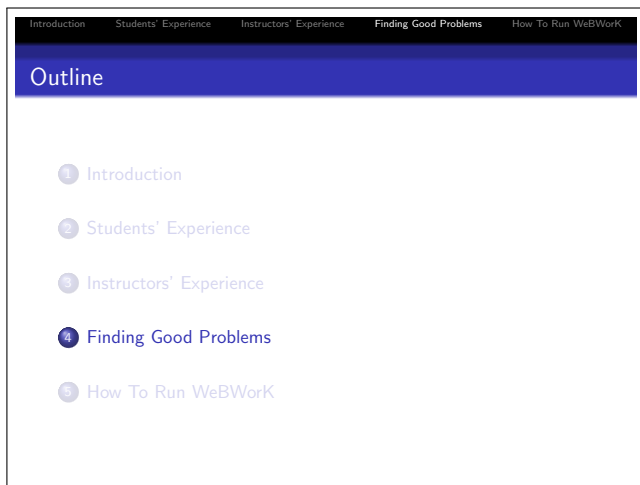 Introduction Students' Experience Instructors' Experience Finding Good Problems How To Run WeBWorK
Outline
1 Introduction
2 Students' Experience
3 Instructors' Experience
4 Finding Good Problems
5 How To Run WeBWorK